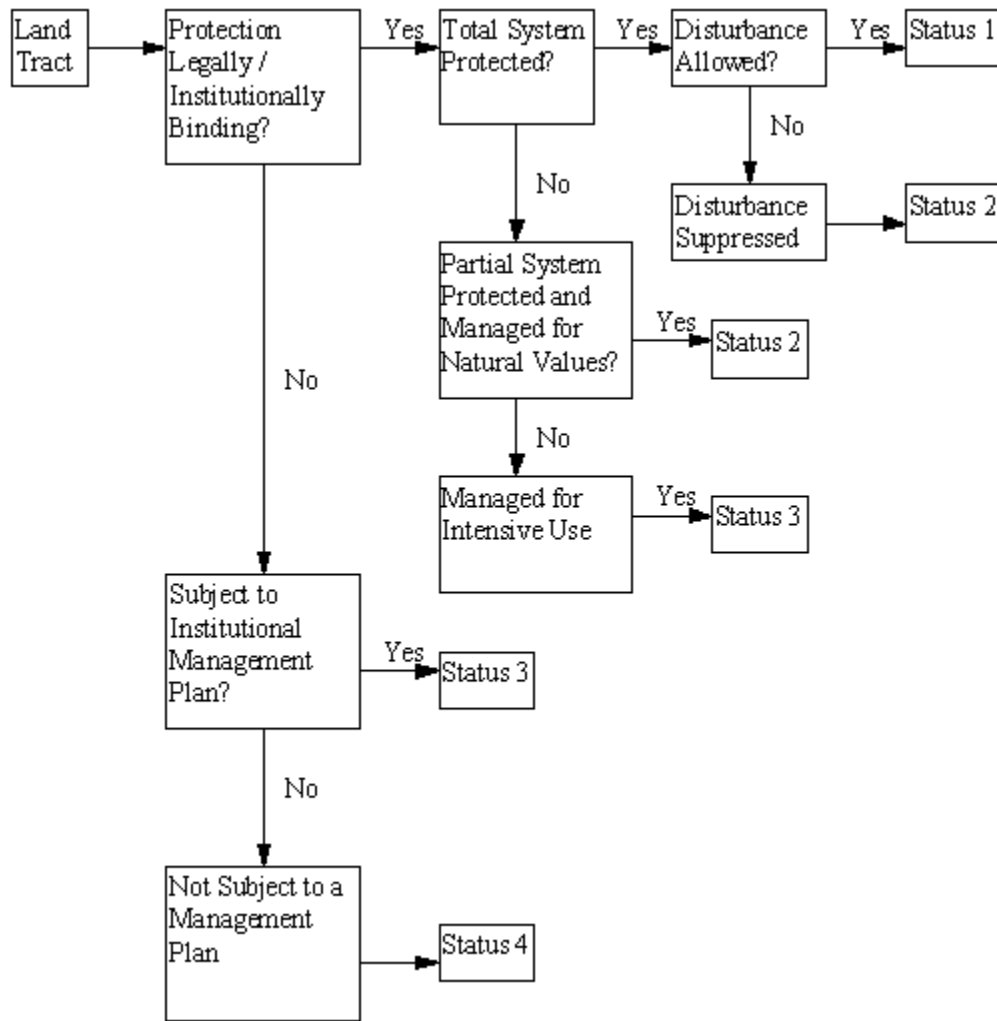 Land
Tract
Protection
Legally /
Institutionally
Binding?
Yes
Total System
Protected?
Yes
Disturbance
Allowed?
Yes
Status 1
No
Disturbance
Suppressed
Status 2
No
Partial System
Protected and
Managed for
Natural Values?
Yes
Status 2
No
Managed for
Intensive Use
Yes
Status 3
No
Subject to
Institutional
Management
Plan?
Yes
Status 3
No
Not Subject to a
Management
Plan
Status 4